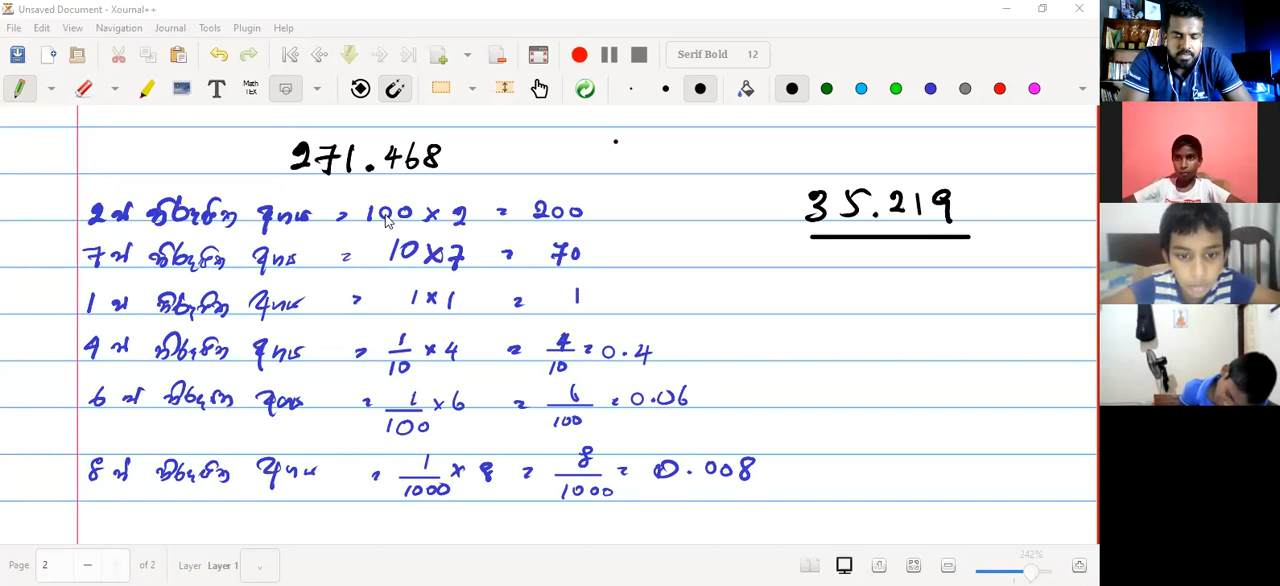 Unsaved Document - Xournal++
File Edit View Navigation Journal Tools Plugin Help
Serif Bold 12
Math TEX
271.468
35.219
2 න් නිරූපිත අගය = 100 × 2 = 200
7 න් නිරූපිත අගය = 10 × 7 = 70
1 න් නිරූපිත අගය = 1 × 1 = 1
4 න් නිරූපිත අගය = 1/10 × 4 = 4/10 = 0.4
6 න් නිරූපිත අගය = 1/100 × 6 = 6/100 = 0.06
8 න් නිරූපිත අගය = 1/1000 × 8 = 8/1000 = 0.008
Page 2 of 2 Layer Layer 1 242%